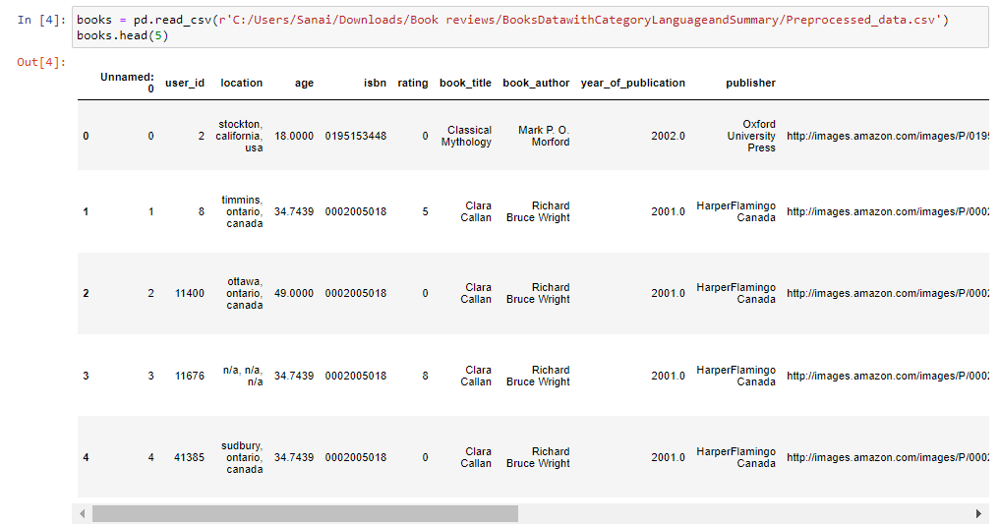 In [4]: books = pd.read_csv(r'C:/Users/Sanai/Downloads/Book reviews/BooksDatawithCategoryLanguageandSummary/Preprocessed_data.csv')
books.head(5)
Out[4]:
Unnamed: 0 user_id location age isbn rating book_title book_author year_of_publication publisher
0 0 2 stockton, california, usa 18.0000 0195153448 0 Classical Mythology Mark P. O. Morford 2002.0 Oxford University Press http://images.amazon.com/images/P/0195
1 1 8 timmins, ontario, canada 34.7439 0002005018 5 Clara Callan Richard Bruce Wright 2001.0 HarperFlamingo Canada http://images.amazon.com/images/P/0002
2 2 11400 ottawa, ontario, canada 49.0000 0002005018 0 Clara Callan Richard Bruce Wright 2001.0 HarperFlamingo Canada http://images.amazon.com/images/P/0002
3 3 11676 n/a, n/a, n/a 34.7439 0002005018 8 Clara Callan Richard Bruce Wright 2001.0 HarperFlamingo Canada http://images.amazon.com/images/P/0002
4 4 41385 sudbury, ontario, canada 34.7439 0002005018 0 Clara Callan Richard Bruce Wright 2001.0 HarperFlamingo Canada http://images.amazon.com/images/P/0002